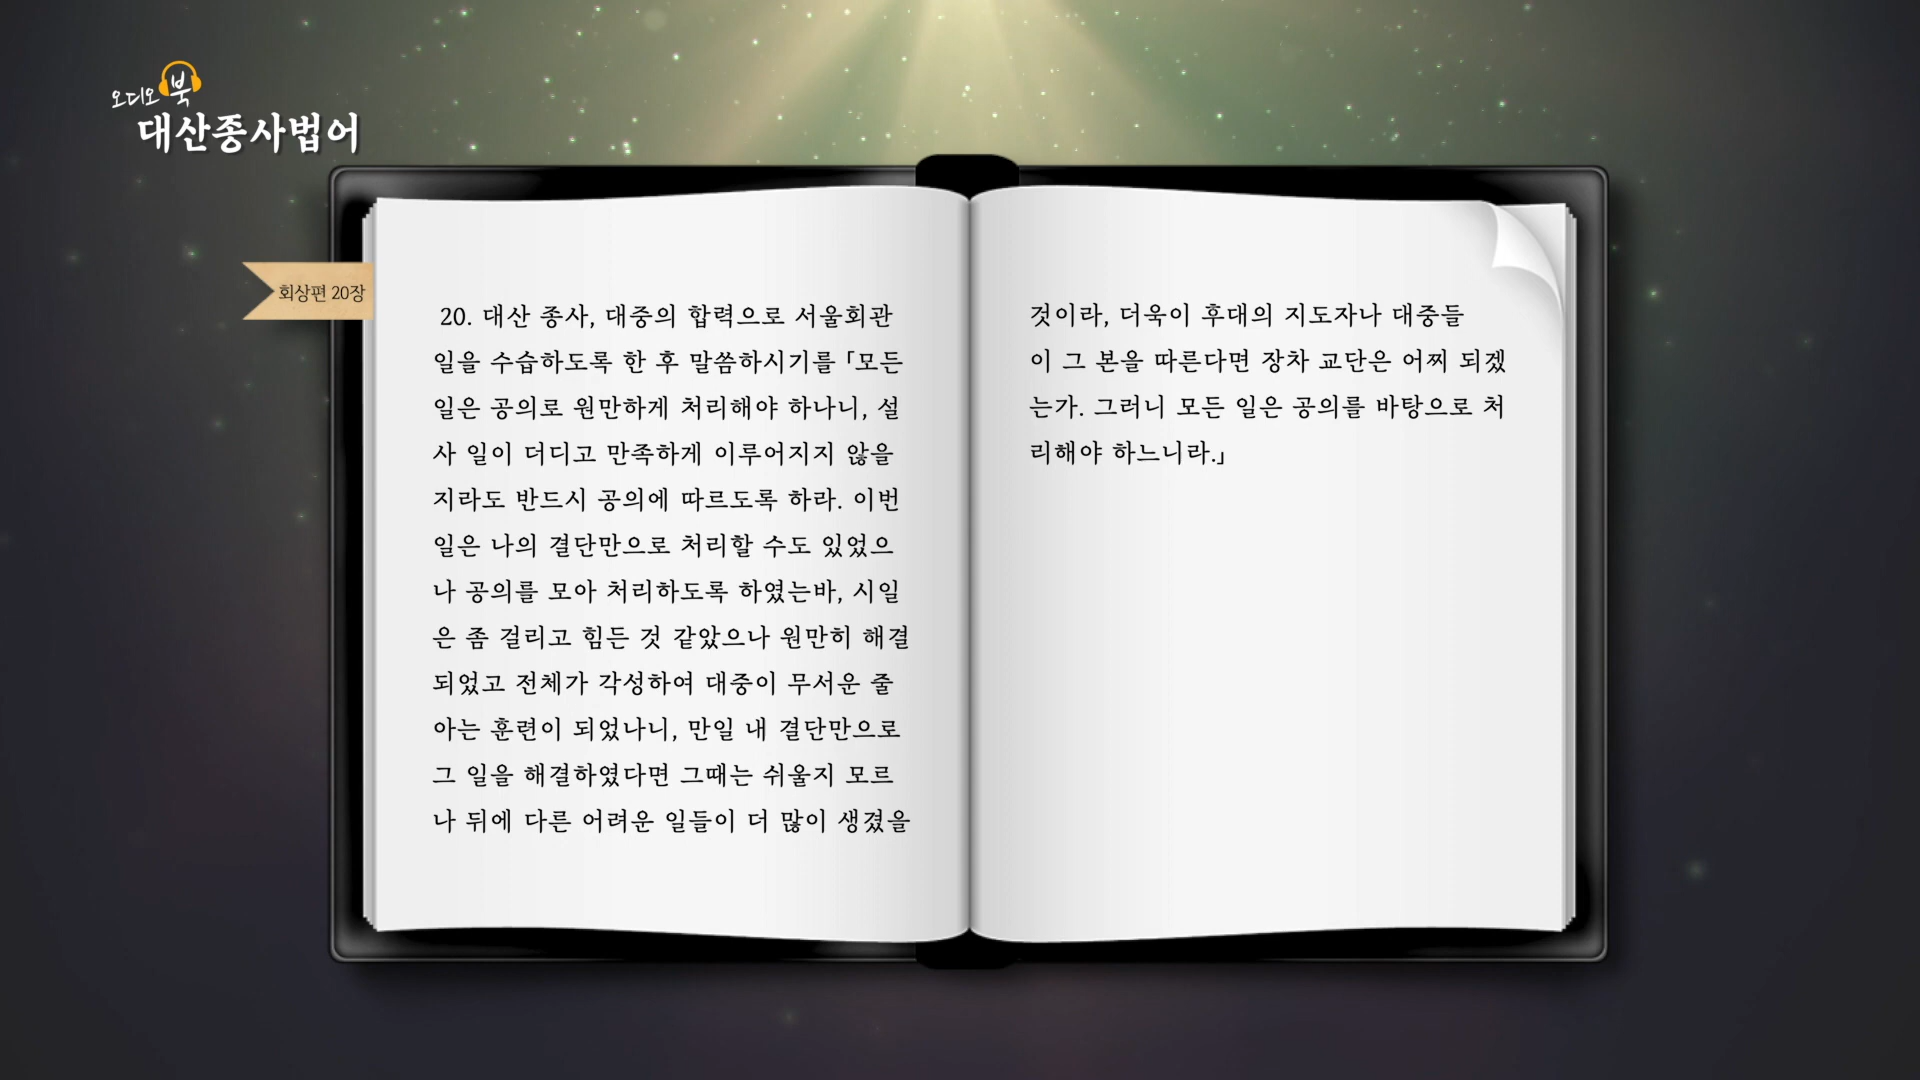 오디오북
대산종사법어
회상편 20장
20. 대산 종사, 대중의 합력으로 서울회관
일을 수습하도록 한 후 말씀하시기를 「모든
일은 공의로 원만하게 처리해야 하나니, 설
사 일이 더디고 만족하게 이루어지지 않을
지라도 반드시 공의에 따르도록 하라. 이번
일은 나의 결단만으로 처리할 수도 있었으
나 공의를 모아 처리하도록 하였는바, 시일
은 좀 걸리고 힘든 것 같았으나 원만히 해결
되었고 전체가 각성하여 대중이 무서운 줄
아는 훈련이 되었나니, 만일 내 결단만으로
그 일을 해결하였다면 그때는 쉬울지 모르
나 뒤에 다른 어려운 일들이 더 많이 생겼을
것이라, 더욱이 후대의 지도자나 대중들
이 그 본을 따른다면 장차 교단은 어찌 되겠
는가. 그러니 모든 일은 공의를 바탕으로 처
리해야 하느니라.」